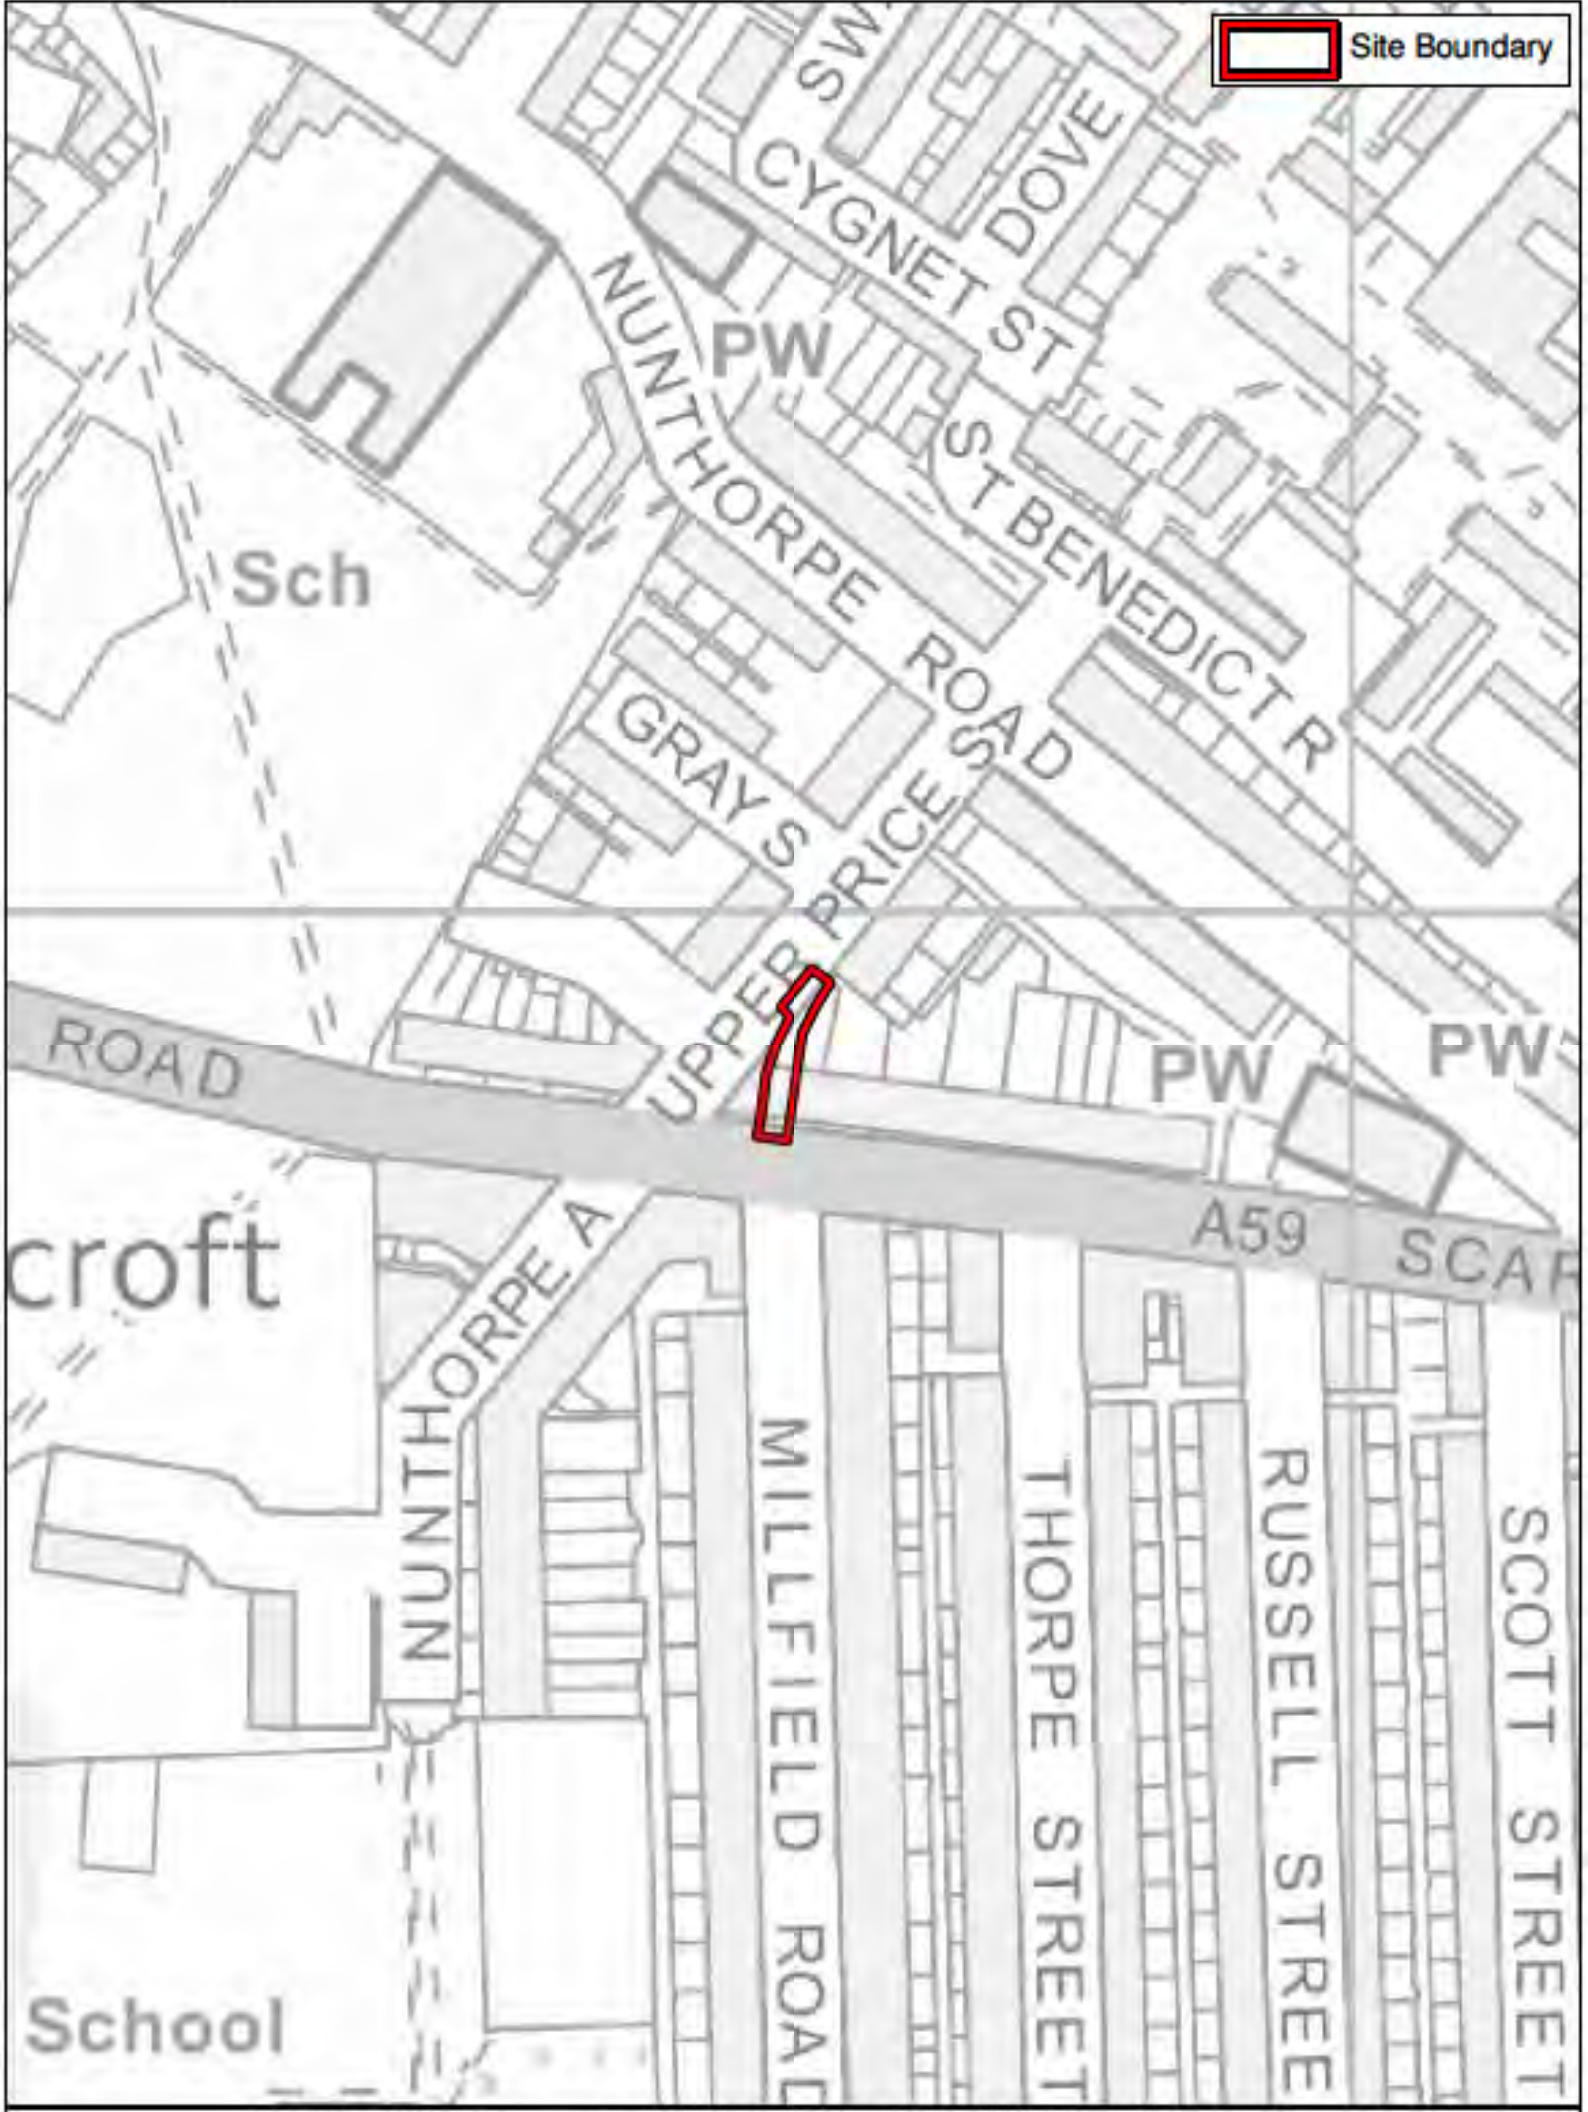 Site Boundary
SW
DOVE
CYGNET ST
NUNTHORPE ROAD
PW
ST BENEDICT R
Sch
GRAY S
UPPER PRICE S
ROAD
PW
PW
A59
SCAR
croft
NUNTHORPE A
MILLFIELD ROAD
THORPE STREET
RUSSELL STREE
SCOTT STREET
School